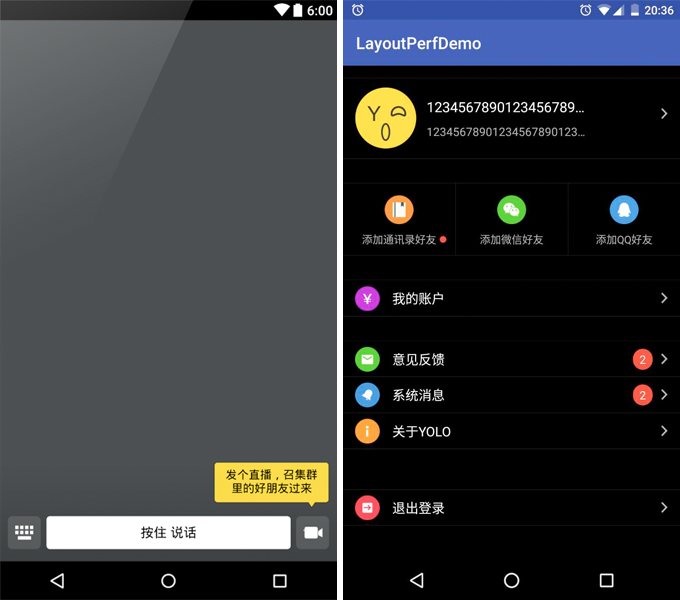 6:00
发个直播，召集群
里的好朋友过来
按住 说话
20:36
LayoutPerfDemo
1234567890123456789...
12345678901234567890123...
添加通讯录好友
添加微信好友
添加QQ好友
¥ 我的账户
意见反馈 2
系统消息 2
关于YOLO
退出登录